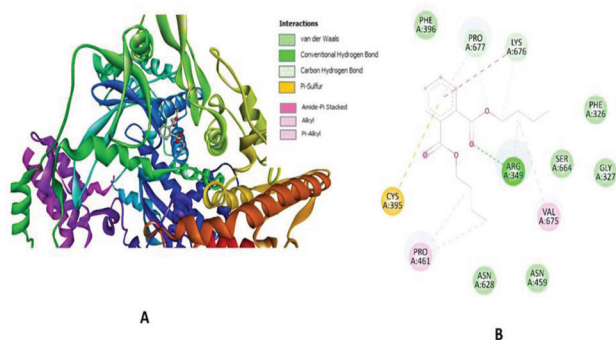 Interactions
van der Waals
Conventional Hydrogen Bond
Carbon Hydrogen Bond
Pi-Sulfur
Amide-Pi Stacked
Alkyl
Pi-Alkyl
PHE
A:396
PRO
A:677
LYS
A:676
PHE
A:326
ARG
A:349
SER
A:664
GLY
A:327
CYS
A:395
VAL
A:675
PRO
A:461
ASN
A:628
ASN
A:459
O
O
O
O
A
B